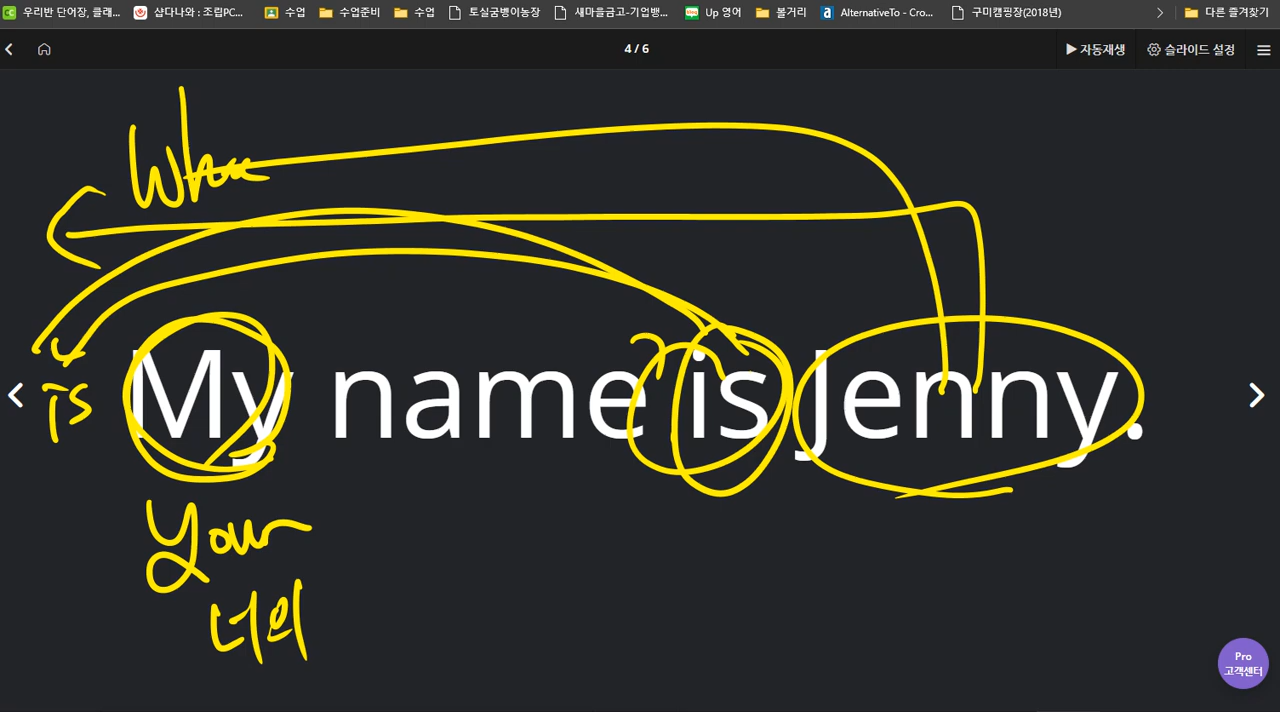 우리반 단어장, 클래... 샵다나와 : 조립PC... 수업 수업준비 수업 토실굼벵이농장 새마을금고-기업뱅... Up 영어 볼거리 AlternativeTo - Cro... 구미캠핑장(2018년) 다른 즐겨찾기
4 / 6 자동재생 슬라이드 설정
is My name is Jenny.
your
너의
Pro
고객센터